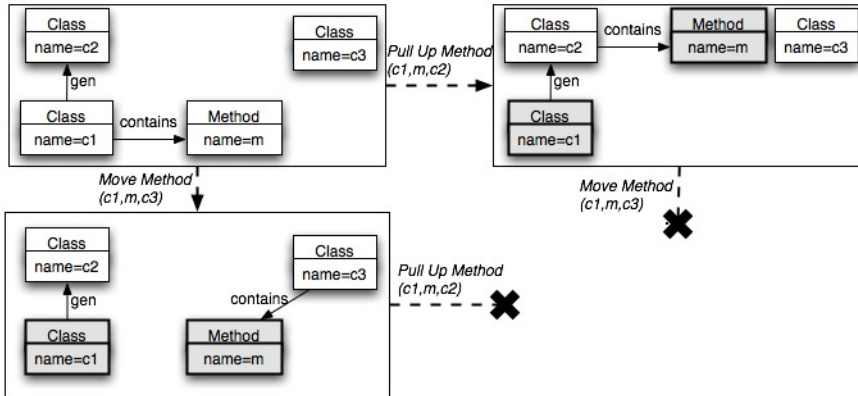 Class
name=c2
gen
Class
name=c1
contains
Method
name=m
Class
name=c3
Pull Up Method
(c1,m,c2)
Class
name=c2
contains
Method
name=m
Class
name=c3
gen
Class
name=c1
Move Method
(c1,m,c3)
Move Method
(c1,m,c3)
Class
name=c2
gen
Class
name=c1
Class
name=c3
contains
Method
name=m
Pull Up Method
(c1,m,c2)